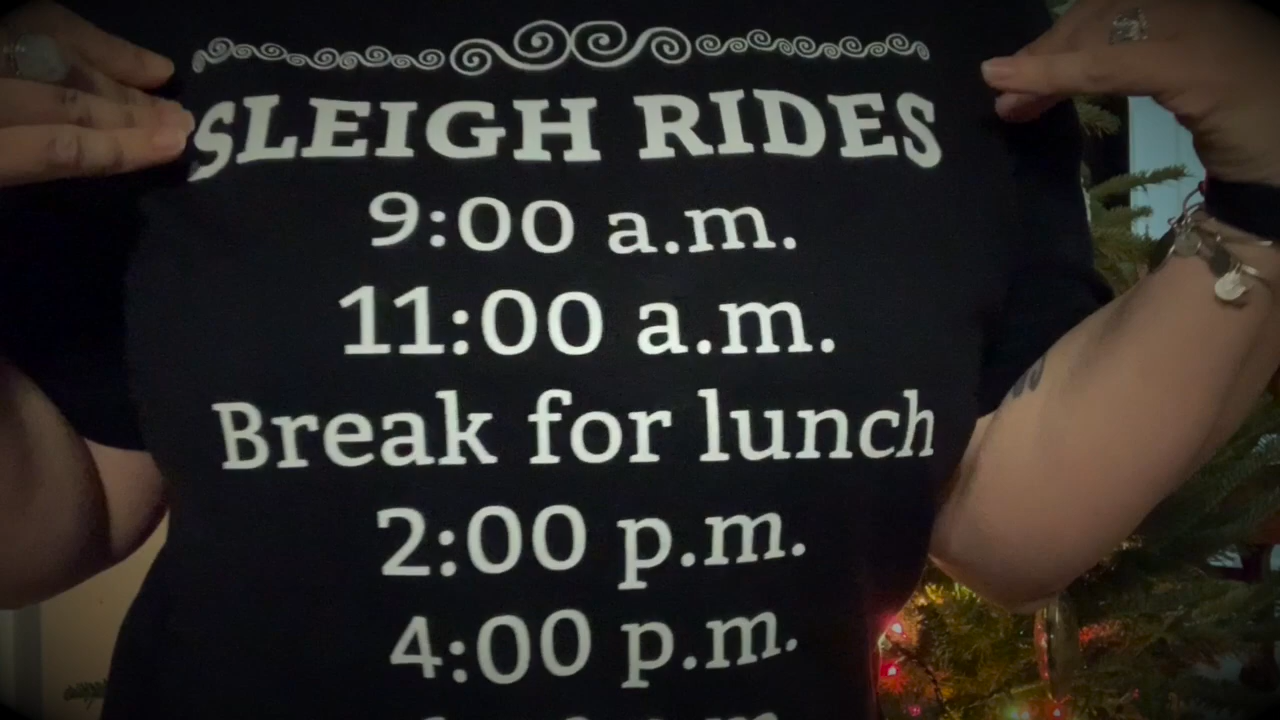 SLEIGH RIDES
9:00 a.m.
11:00 a.m.
Break for lunch
2:00 p.m.
4:00 p.m.